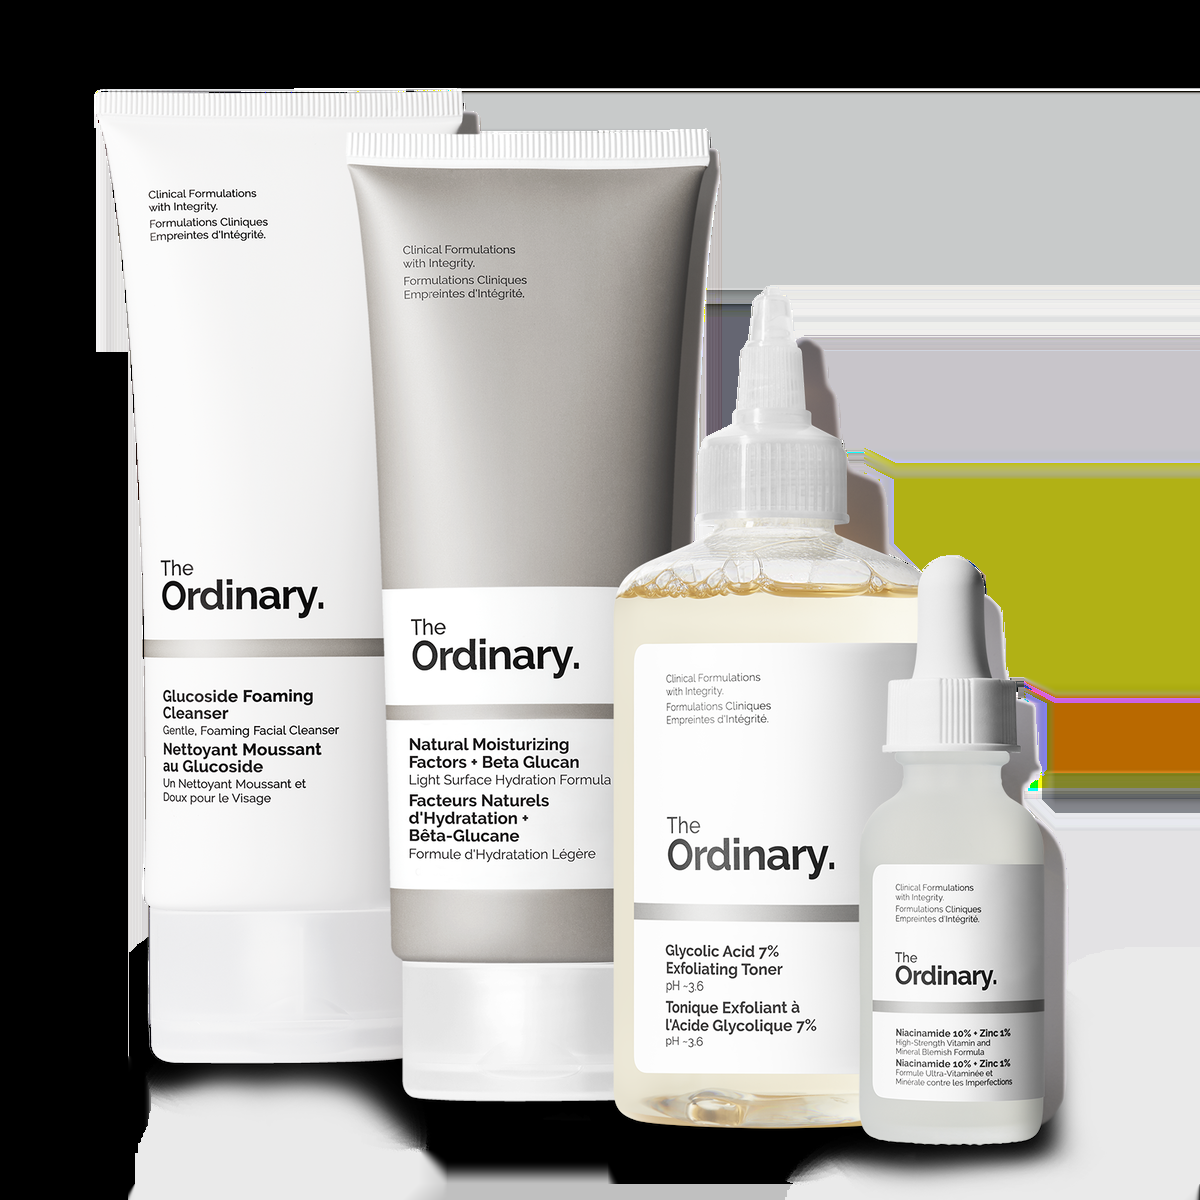 Clinical Formulations
with Integrity.
Formulations Cliniques
Empreintes d'Intégrité.
The
Ordinary.
Glucoside Foaming
Cleanser
Gentle, Foaming Facial Cleanser
Nettoyant Moussant
au Glucoside
Un Nettoyant Moussant et
Doux pour le Visage
Clinical Formulations
with Integrity.
Formulations Cliniques
Empreintes d'Intégrité.
The
Ordinary.
Natural Moisturizing
Factors + Beta Glucan
Light Surface Hydration Formula
Facteurs Naturels
d'Hydratation +
Bêta-Glucane
Formule d'Hydratation Légère
Clinical Formulations
with Integrity.
Formulations Cliniques
Empreintes d'Intégrité.
The
Ordinary.
Glycolic Acid 7%
Exfoliating Toner
pH ~3.6
Tonique Exfoliant à
l'Acide Glycolique 7%
pH ~3.6
Clinical Formulations
with Integrity.
Formulations Cliniques
Empreintes d'Intégrité.
The
Ordinary.
Niacinamide 10% + Zinc 1%
High-Strength Vitamin and
Mineral Blemish Formula
Niacinamide 10% + Zinc 1%
Formule Ultra-Vitaminée et
Minérale contre les Imperfections